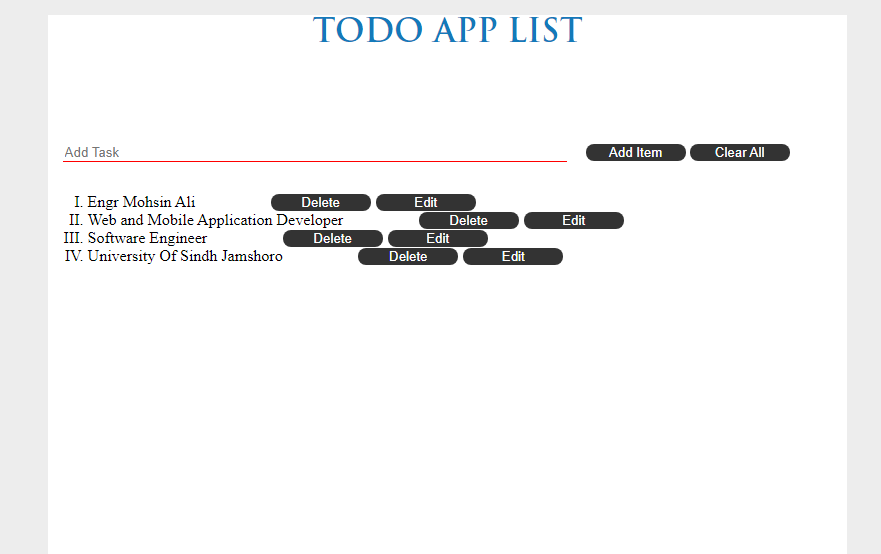 TODO APP LIST
Add Task Add Item Clear All
I. Engr Mohsin Ali Delete Edit
II. Web and Mobile Application Developer Delete Edit
III. Software Engineer Delete Edit
IV. University Of Sindh Jamshoro Delete Edit